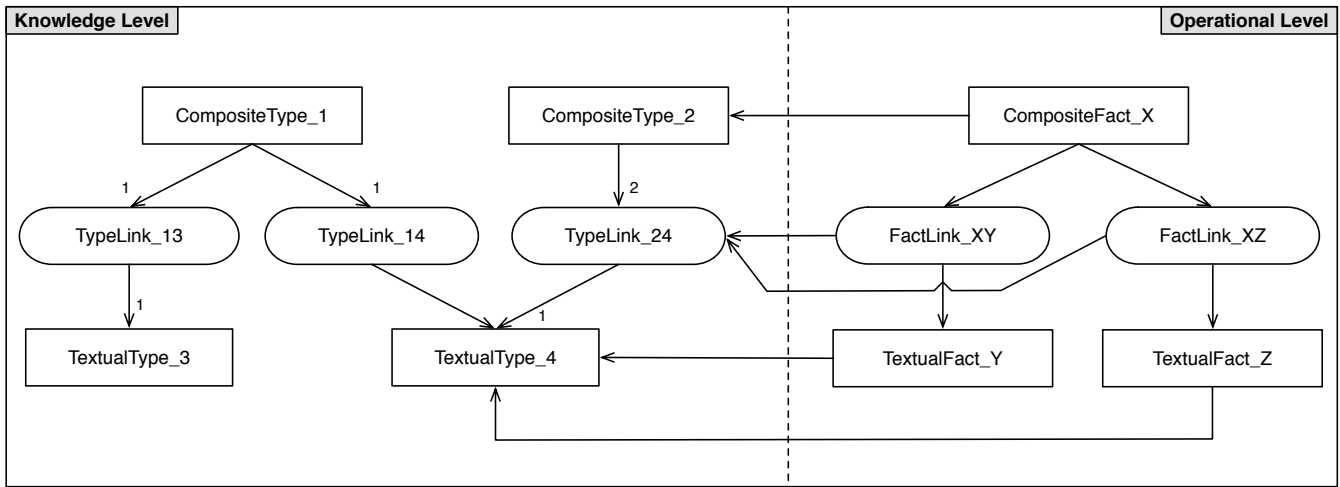 Knowledge Level
Operational Level
CompositeType_1
CompositeType_2
CompositeFact_X
1
1
2
TypeLink_13
TypeLink_14
TypeLink_24
FactLink_XY
FactLink_XZ
1
1
TextualType_3
TextualType_4
TextualFact_Y
TextualFact_Z